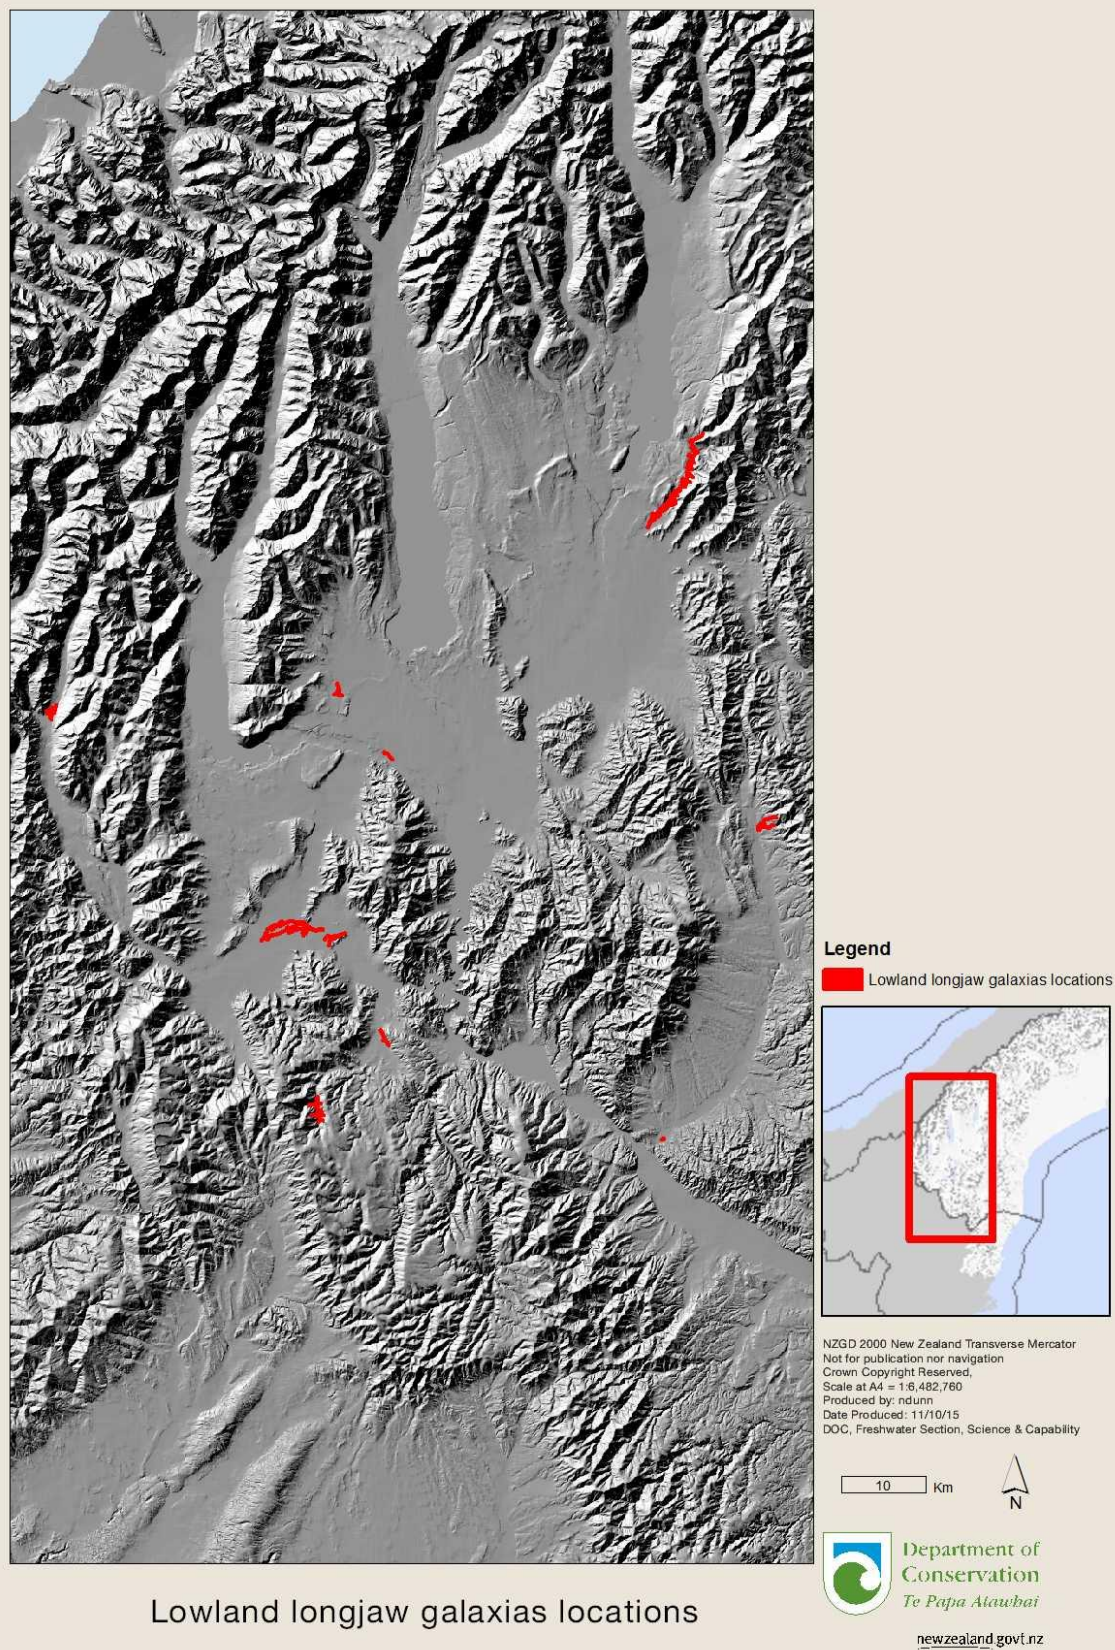 Legend
Lowland longjaw galaxias locations
NZGD 2000 New Zealand Transverse Mercator
Not for publication nor navigation
Crown Copyright Reserved,
Scale at A4 = 1:6,482,760
Produced by: ndunn
Date Produced: 11/10/15
DOC, Freshwater Section, Science & Capability
10 Km
N
Department of
Conservation
Te Papa Atawhai
newzealand.govt.nz
Lowland longjaw galaxias locations